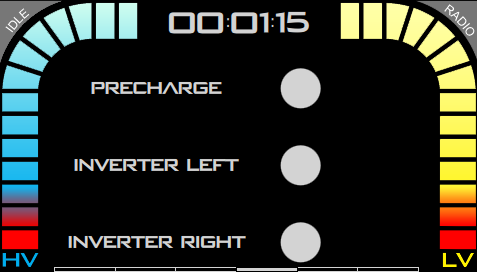 IDLE
00:01:15
RADIO
PRECHARGE
INVERTER LEFT
INVERTER RIGHT
HV
LV